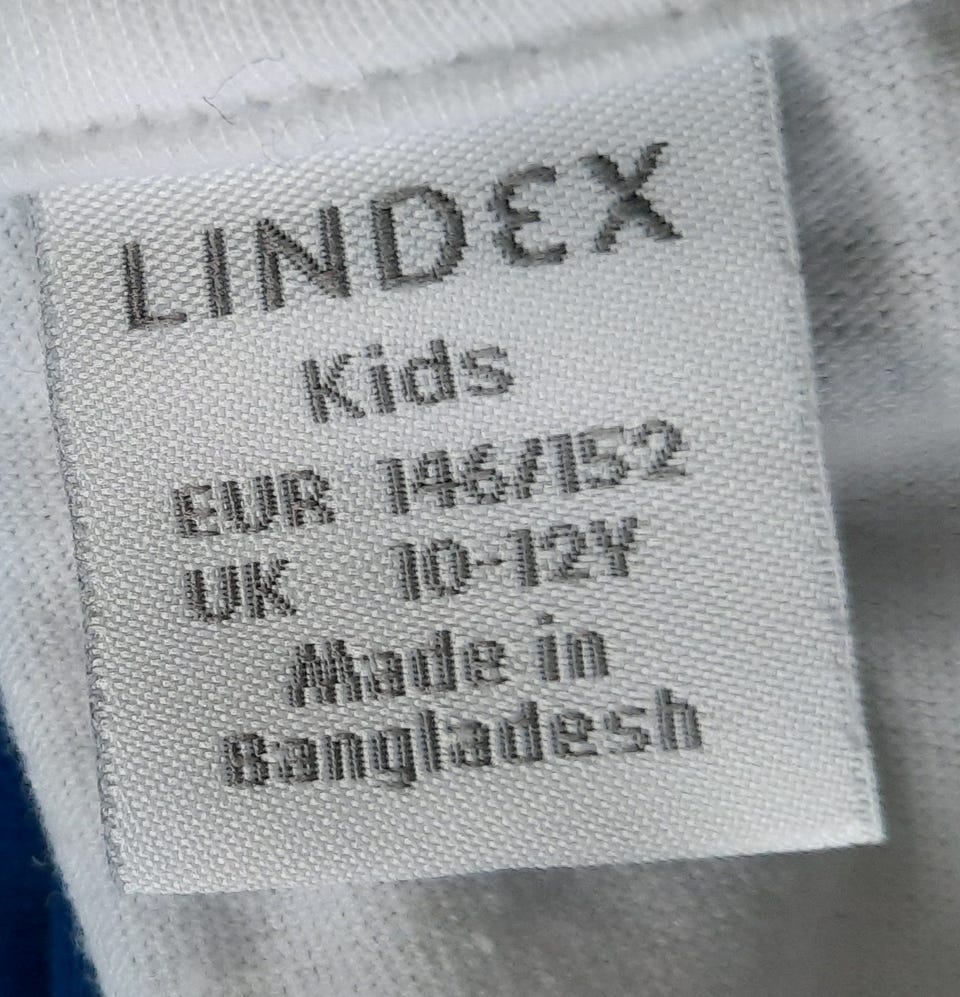 LINDEX
Kids
EUR 146/152
UK 10-12Y
Made in
Bangladesh